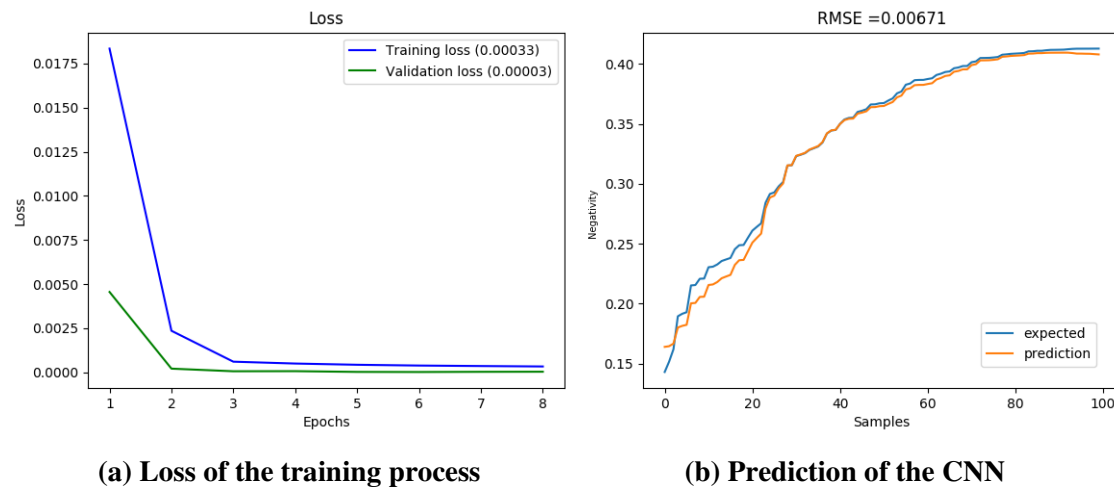 Loss
Training loss (0.00033)
Validation loss (0.00003)
0.0175
0.0150
0.0125
0.0100
0.0075
0.0050
0.0025
0.0000
Loss
1 2 3 4 5 6 7 8
Epochs
(a) Loss of the training process
RMSE =0.00671
0.40
0.35
0.30
0.25
0.20
0.15
Negativity
expected
prediction
0 20 40 60 80 100
Samples
(b) Prediction of the CNN